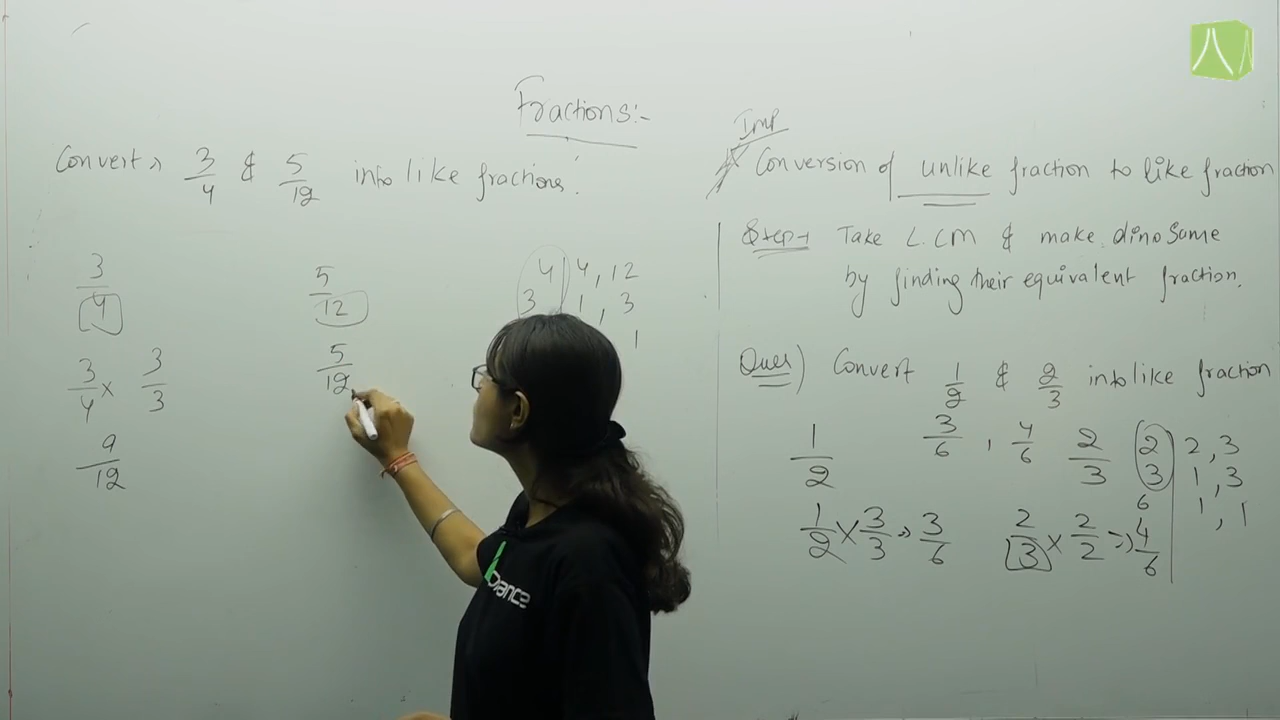 Fractions:-
Convert 3/4 & 5/12 into like fractions.
3/4
5/12
4 | 4, 12
3 | 1, 3
1
3/4 × 3/3
5/12
9/12
Imp
Conversion of unlike fraction to like fraction
Step → Take L.CM & make dino Same
by finding their equivalent fraction.
Ques) Convert 1/2 & 2/3 into like fraction
3/6 , 4/6
1/2
2/3
2 | 2, 3
3 | 1, 3
6 | 1, 1
1/2 × 3/3 => 3/6
2/3 × 2/2 => 4/6